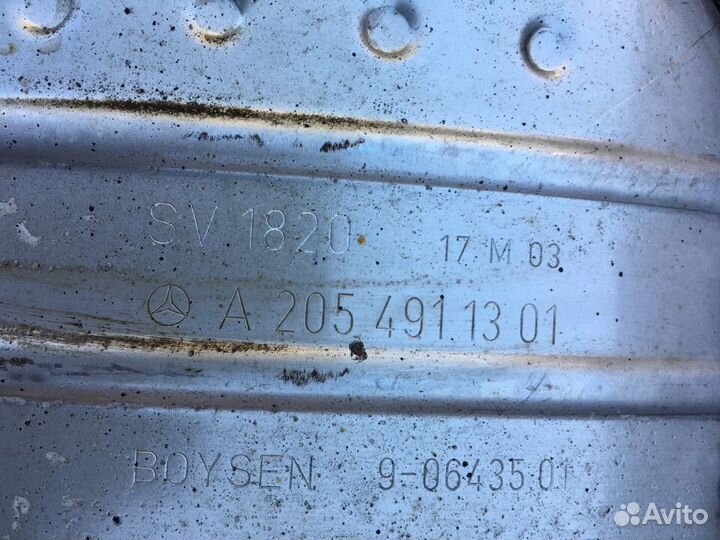 SV 1820 17 M 03
A 205 491 13 01
BOYSEN 9-06435 01
Avito